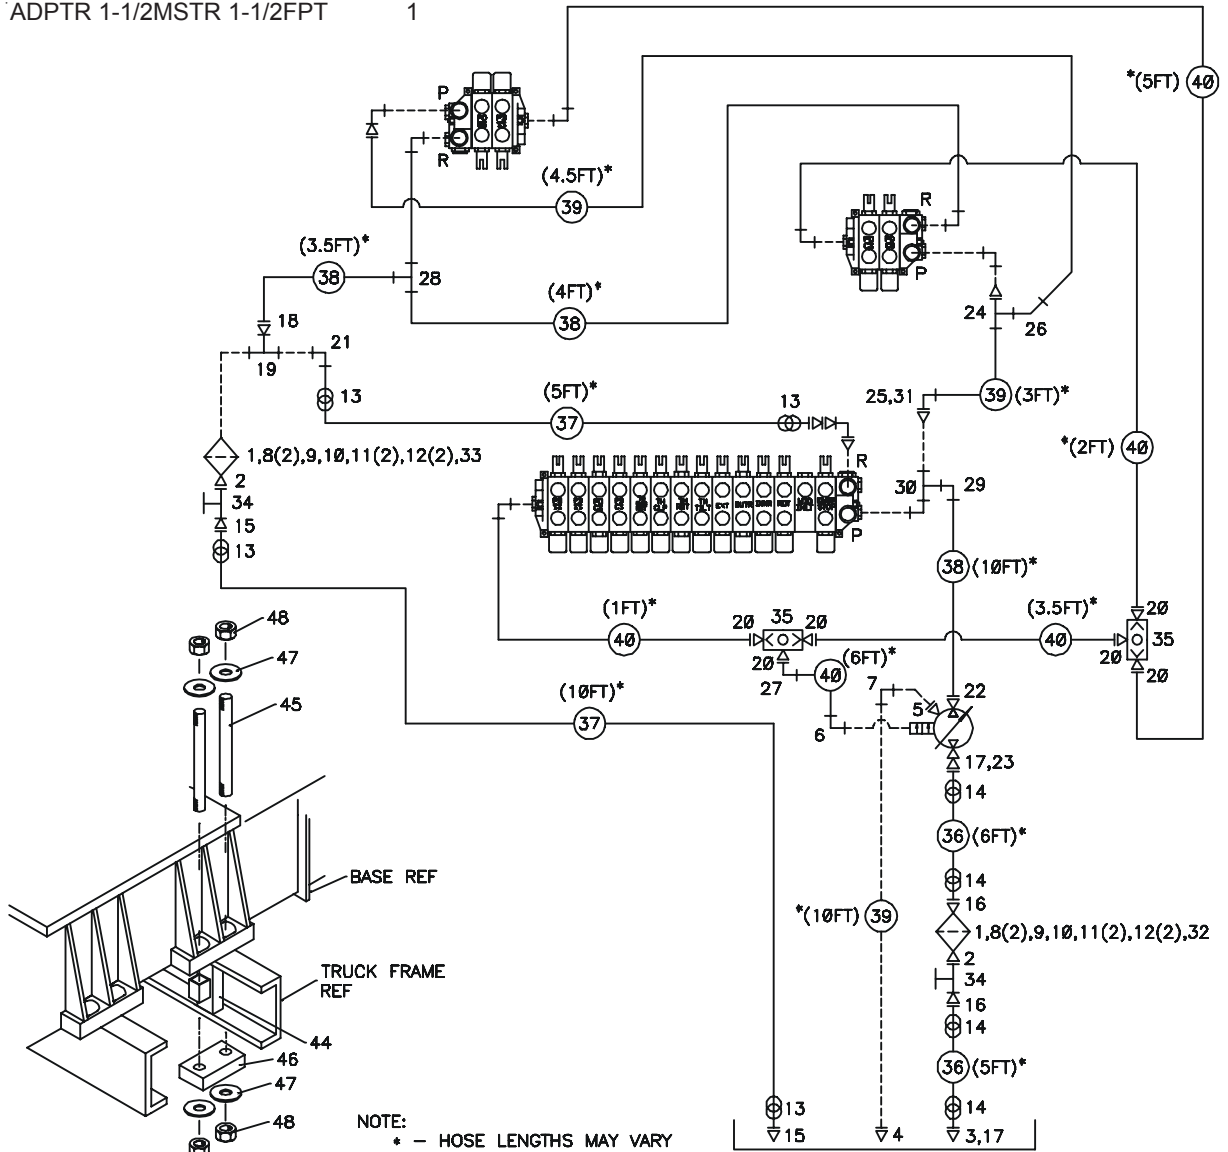 ADPTR 1-1/2MSTR 1-1/2FPT 1
*(5FT) 40
P
R
(4.5FT)*
39
R
P
(3.5FT)*
38
28
(4FT)*
38
24
26
18
21
19
13
(5FT)*
37
13
25,31
39 (3FT)*
*(2FT) 40
1,8(2),9,10,11(2),12(2),33
2
34
15
13
R
30
29
P
EXT
38 (10FT)*
(1FT)*
40
20
35
20
20
(3.5FT)*
40
20
35
20
20
(6FT)*
40
27
7
5
22
6
48
47
45
(10FT)*
37
17,23
14
36 (6FT)*
14
16
BASE REF
*(10FT) 39
1,8(2),9,10,11(2),12(2),32
2
34
16
14
TRUCK FRAME
REF
44
46
47
48
36 (5FT)*
13
14
15
4
3,17
NOTE:
* - HOSE LENGTHS MAY VARY